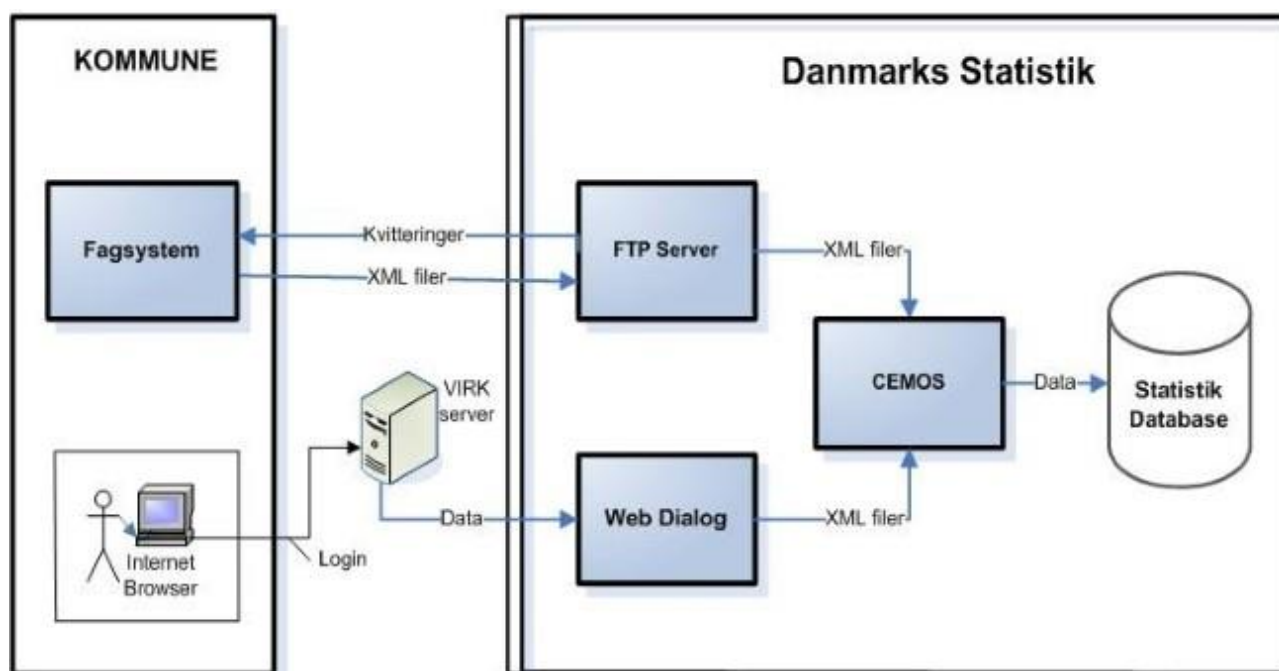 KOMMUNE
Danmarks Statistik
Fagsystem
Kvitteringer
XML filer
FTP Server
XML filer
CEMOS
Data
Statistik
Database
VIRK
server
Internet
Browser
Login
Data
Web Dialog
XML filer